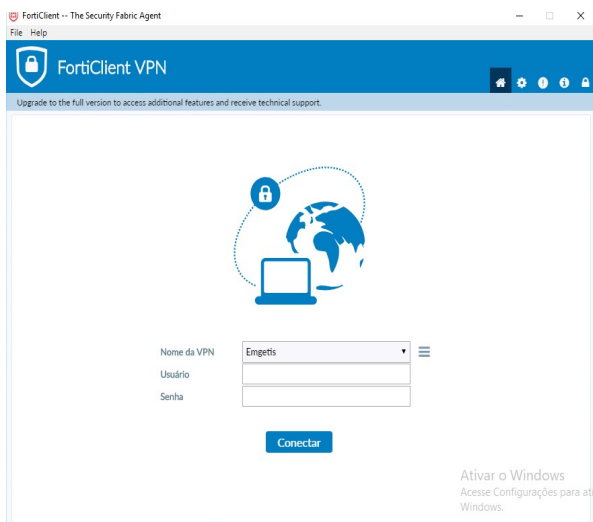 FortiClient -- The Security Fabric Agent
File Help
FortiClient VPN
Upgrade to the full version to access additional features and receive technical support.
Nome da VPN Emgetis
Usuário
Senha
Conectar
Ativar o Windows
Acesse Configurações para ati
Windows.